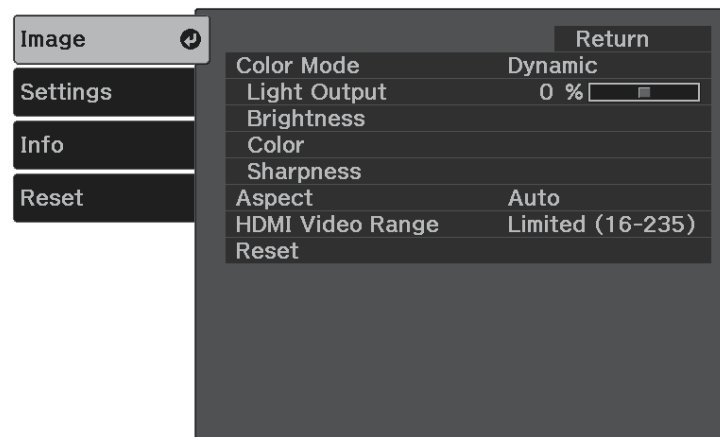 Image
Settings
Info
Reset
Return
Color Mode Dynamic
Light Output 0 %
Brightness
Color
Sharpness
Aspect Auto
HDMI Video Range Limited (16-235)
Reset